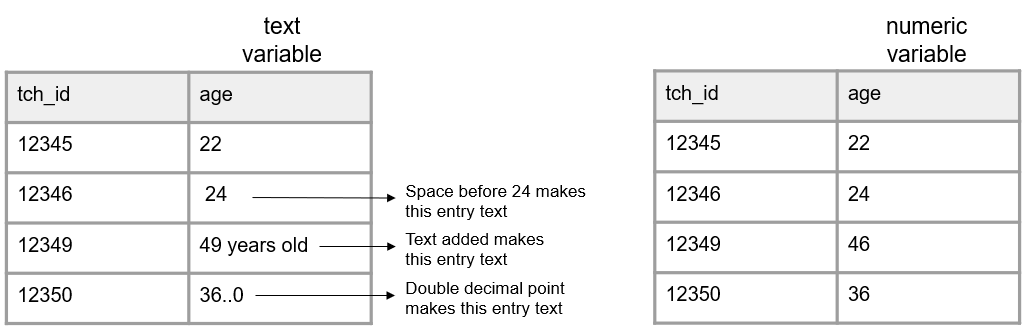 text
variable
tch_id age
12345 22
12346 24
12349 49 years old
12350 36..0
Space before 24 makes
this entry text
Text added makes
this entry text
Double decimal point
makes this entry text
numeric
variable
tch_id age
12345 22
12346 24
12349 46
12350 36